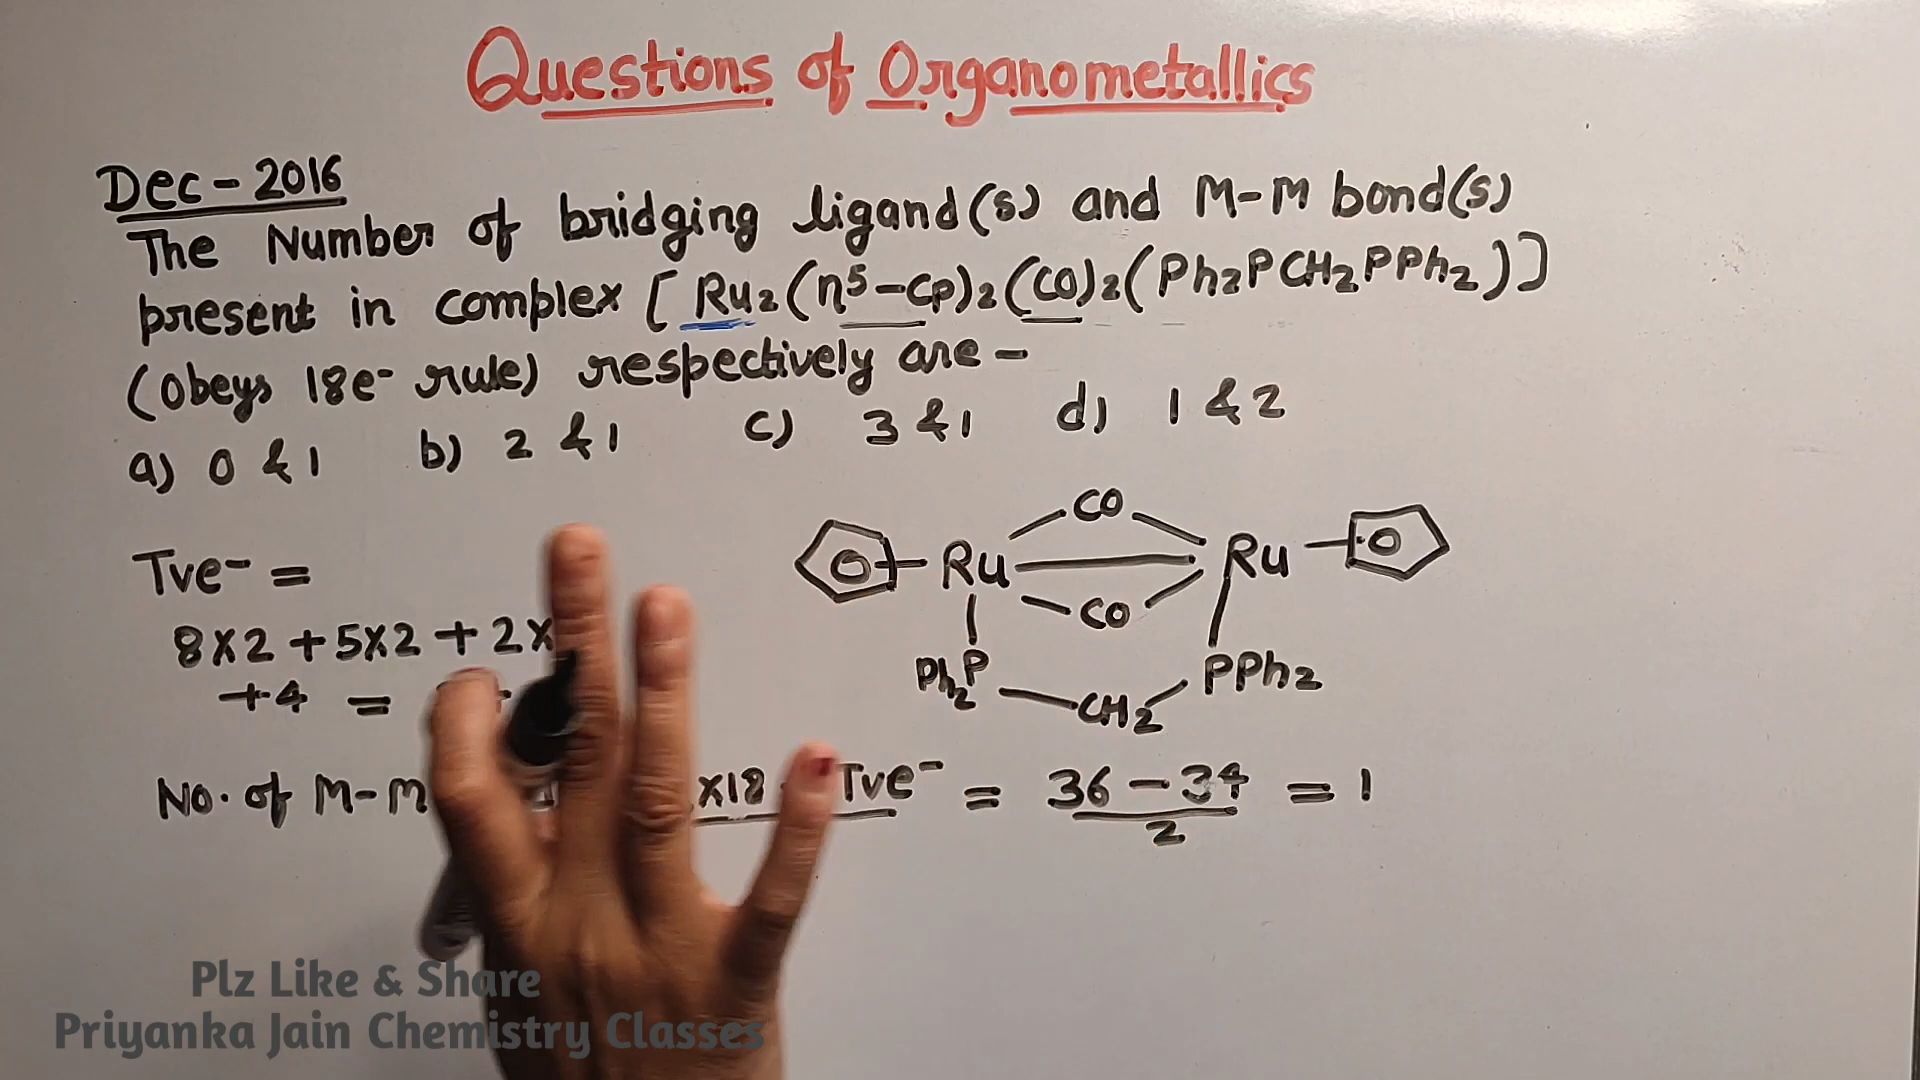 Questions of Organometallics
Dec - 2016
The Number of bridging ligand(s) and M-M bond(s)
present in complex [Ru₂(η⁵-Cp)₂(CO)₂(Ph₂PCH₂PPh₂)]
(obeys 18e⁻ rule) respectively are -
a) 0 & 1 b) 2 & 1 c) 3 & 1 d) 1 & 2
Tve⁻ =
8x2 + 5x2 + 2x
+4 =
CO
Ru Ru
CO
Ph₂P PPh₂
CH₂
No. of M-M x18 - Tve⁻ = 36 - 34 = 1
2
Plz Like & Share
Priyanka Jain Chemistry Classes